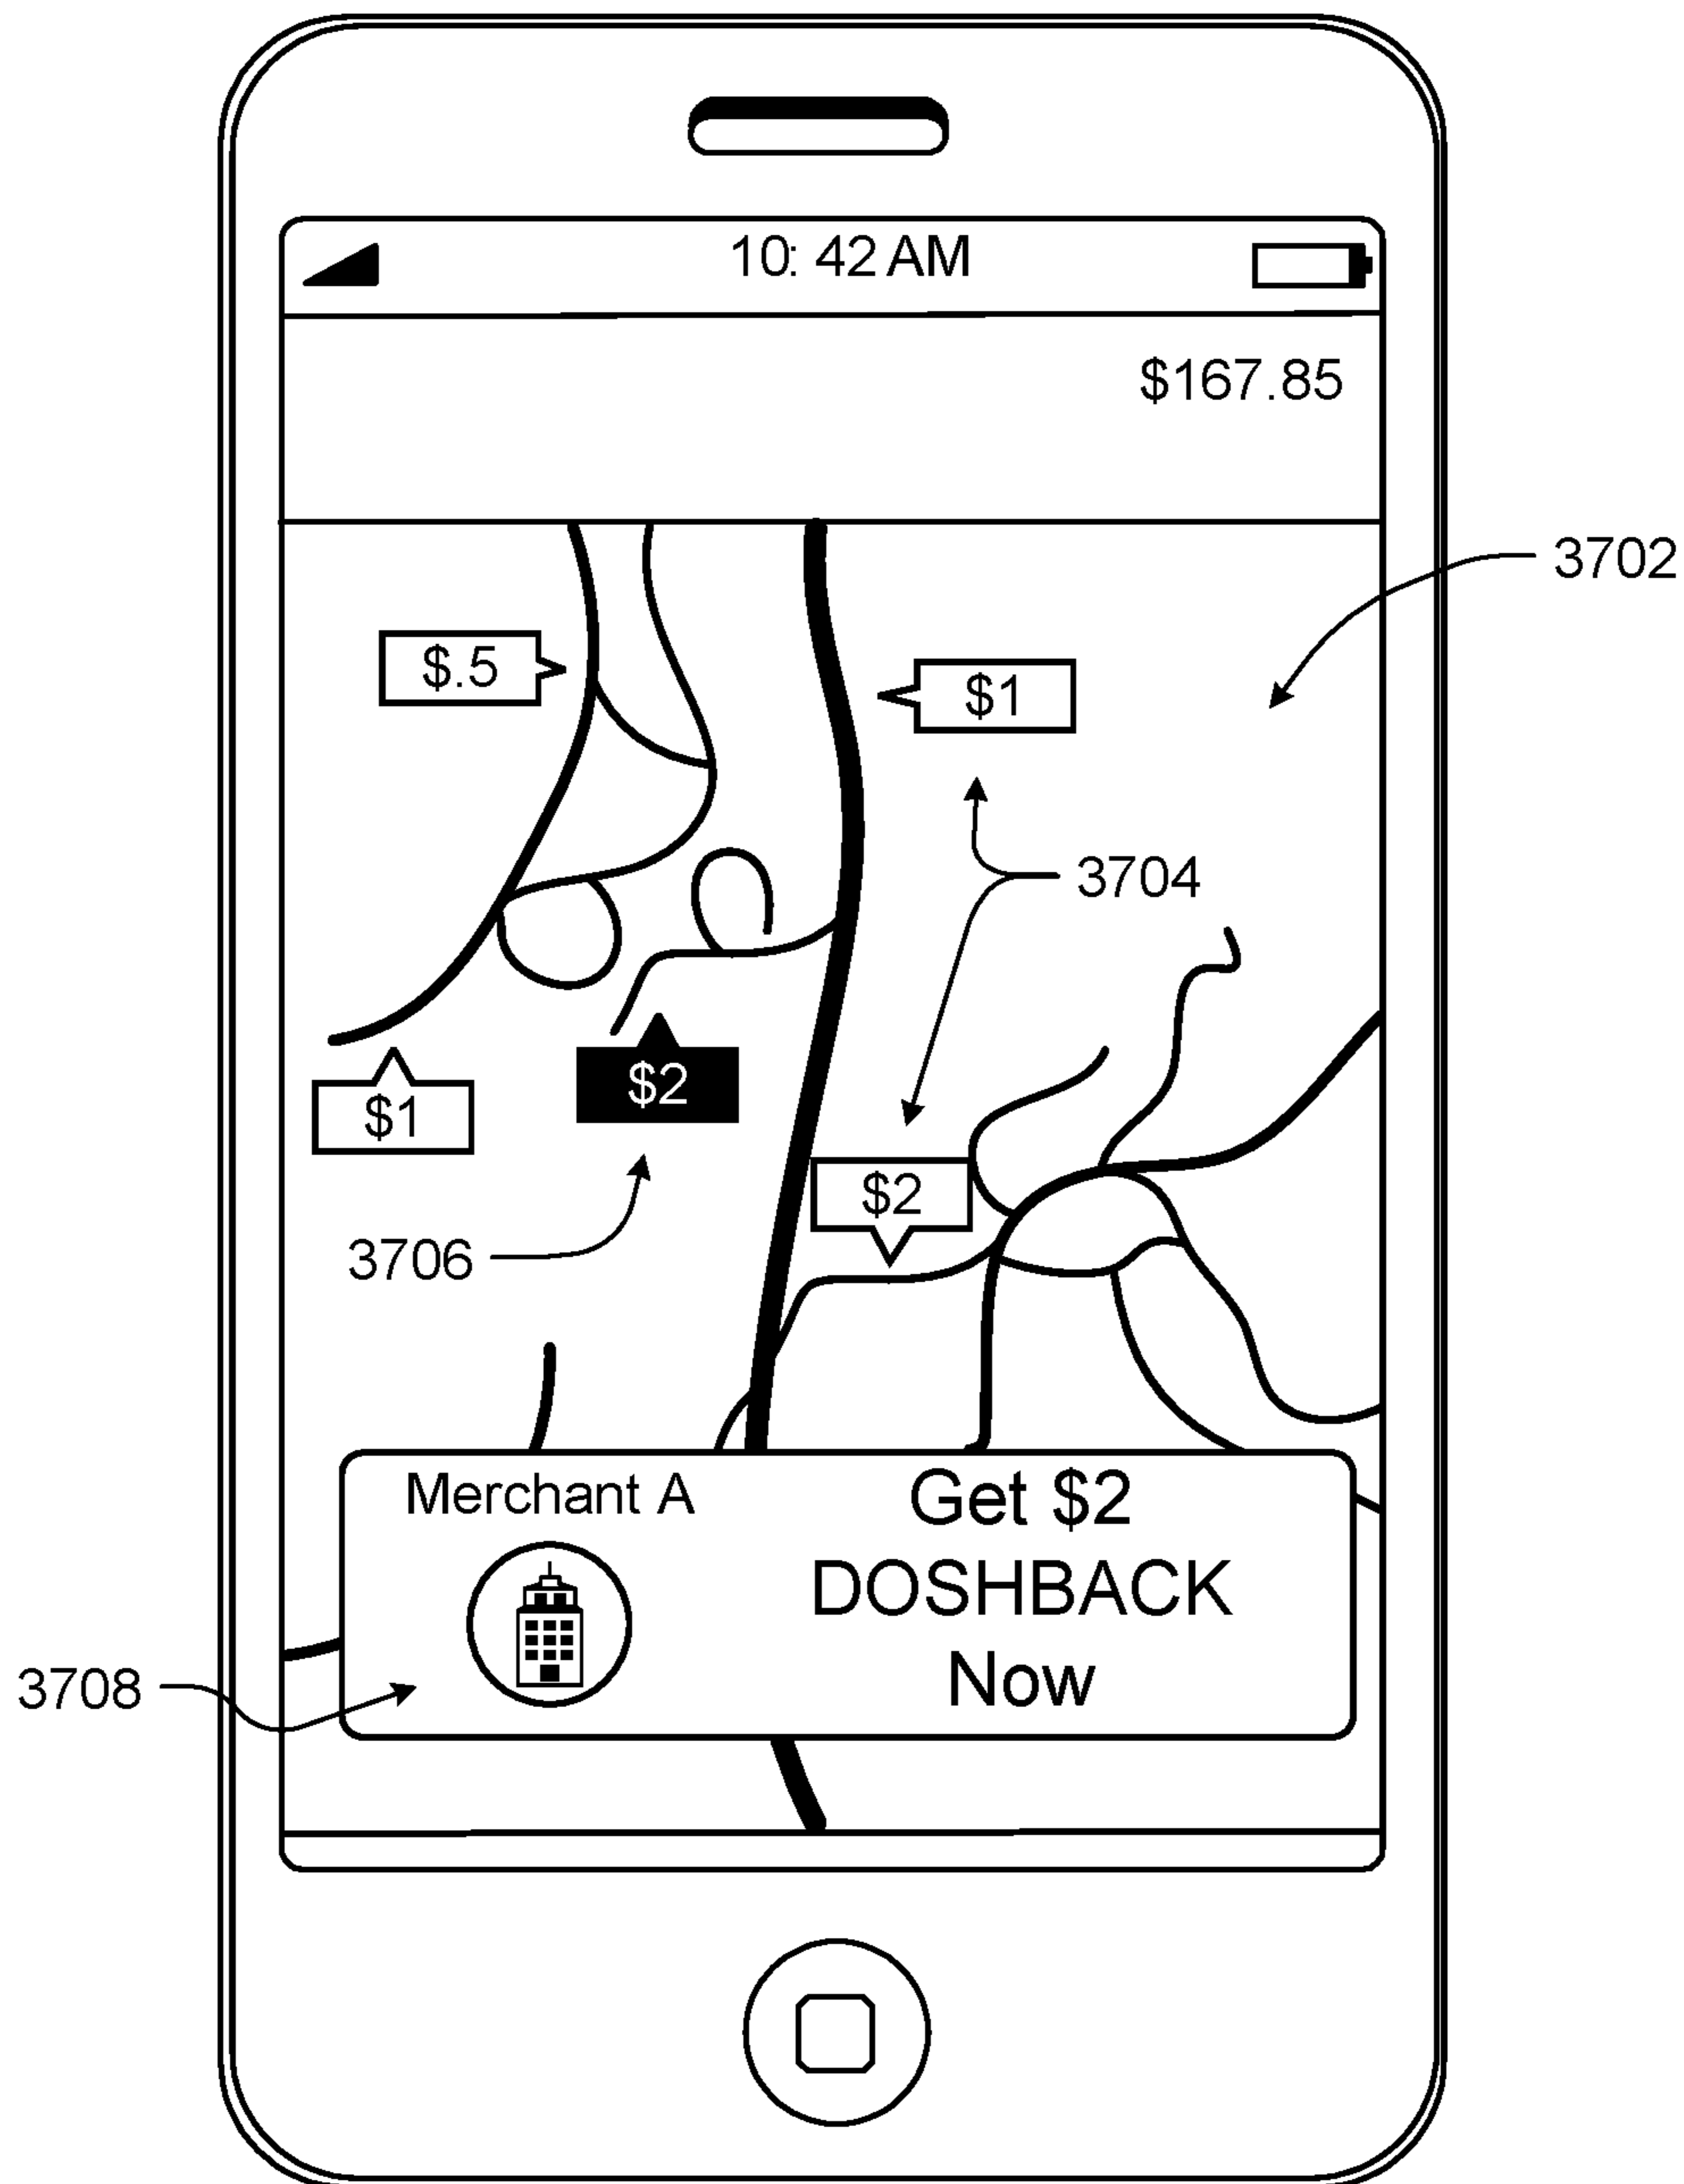 10: 42 AM
$167.85
3702
$.5
$1
3704
$2
$1
$2
3706
Merchant A
Get $2
DOSHBACK
Now
3708